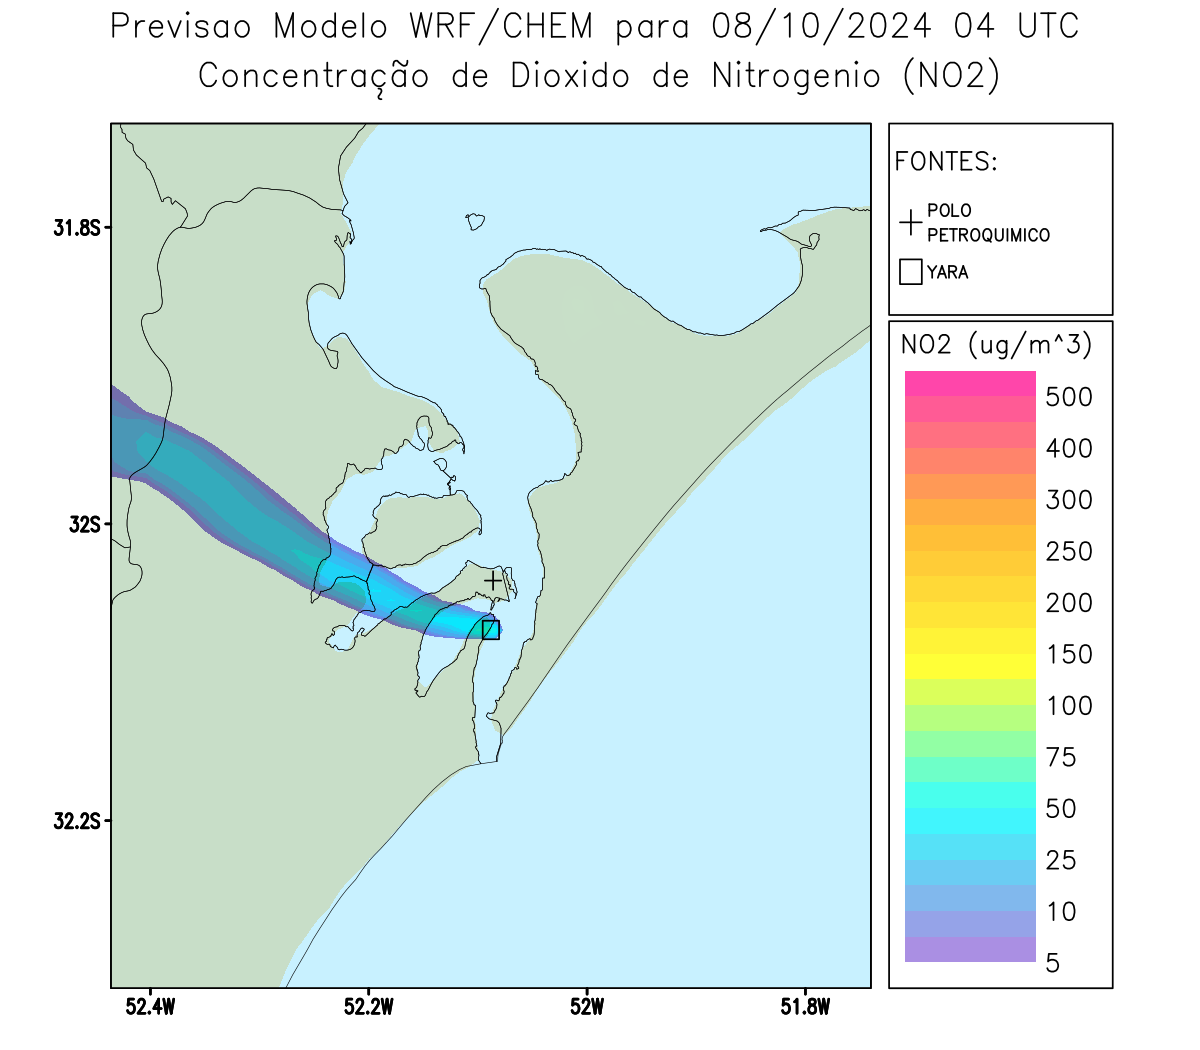 Previsao Modelo WRF/CHEM para 08/10/2024 04 UTC
Concentração de Dioxido de Nitrogenio (NO2)
FONTES:
POLO
PETROQUIMICO
YARA
NO2 (ug/m^3)
500
400
300
250
200
150
100
75
50
25
10
5
31.8S
32S
32.2S
52.4W
52.2W
52W
51.8W